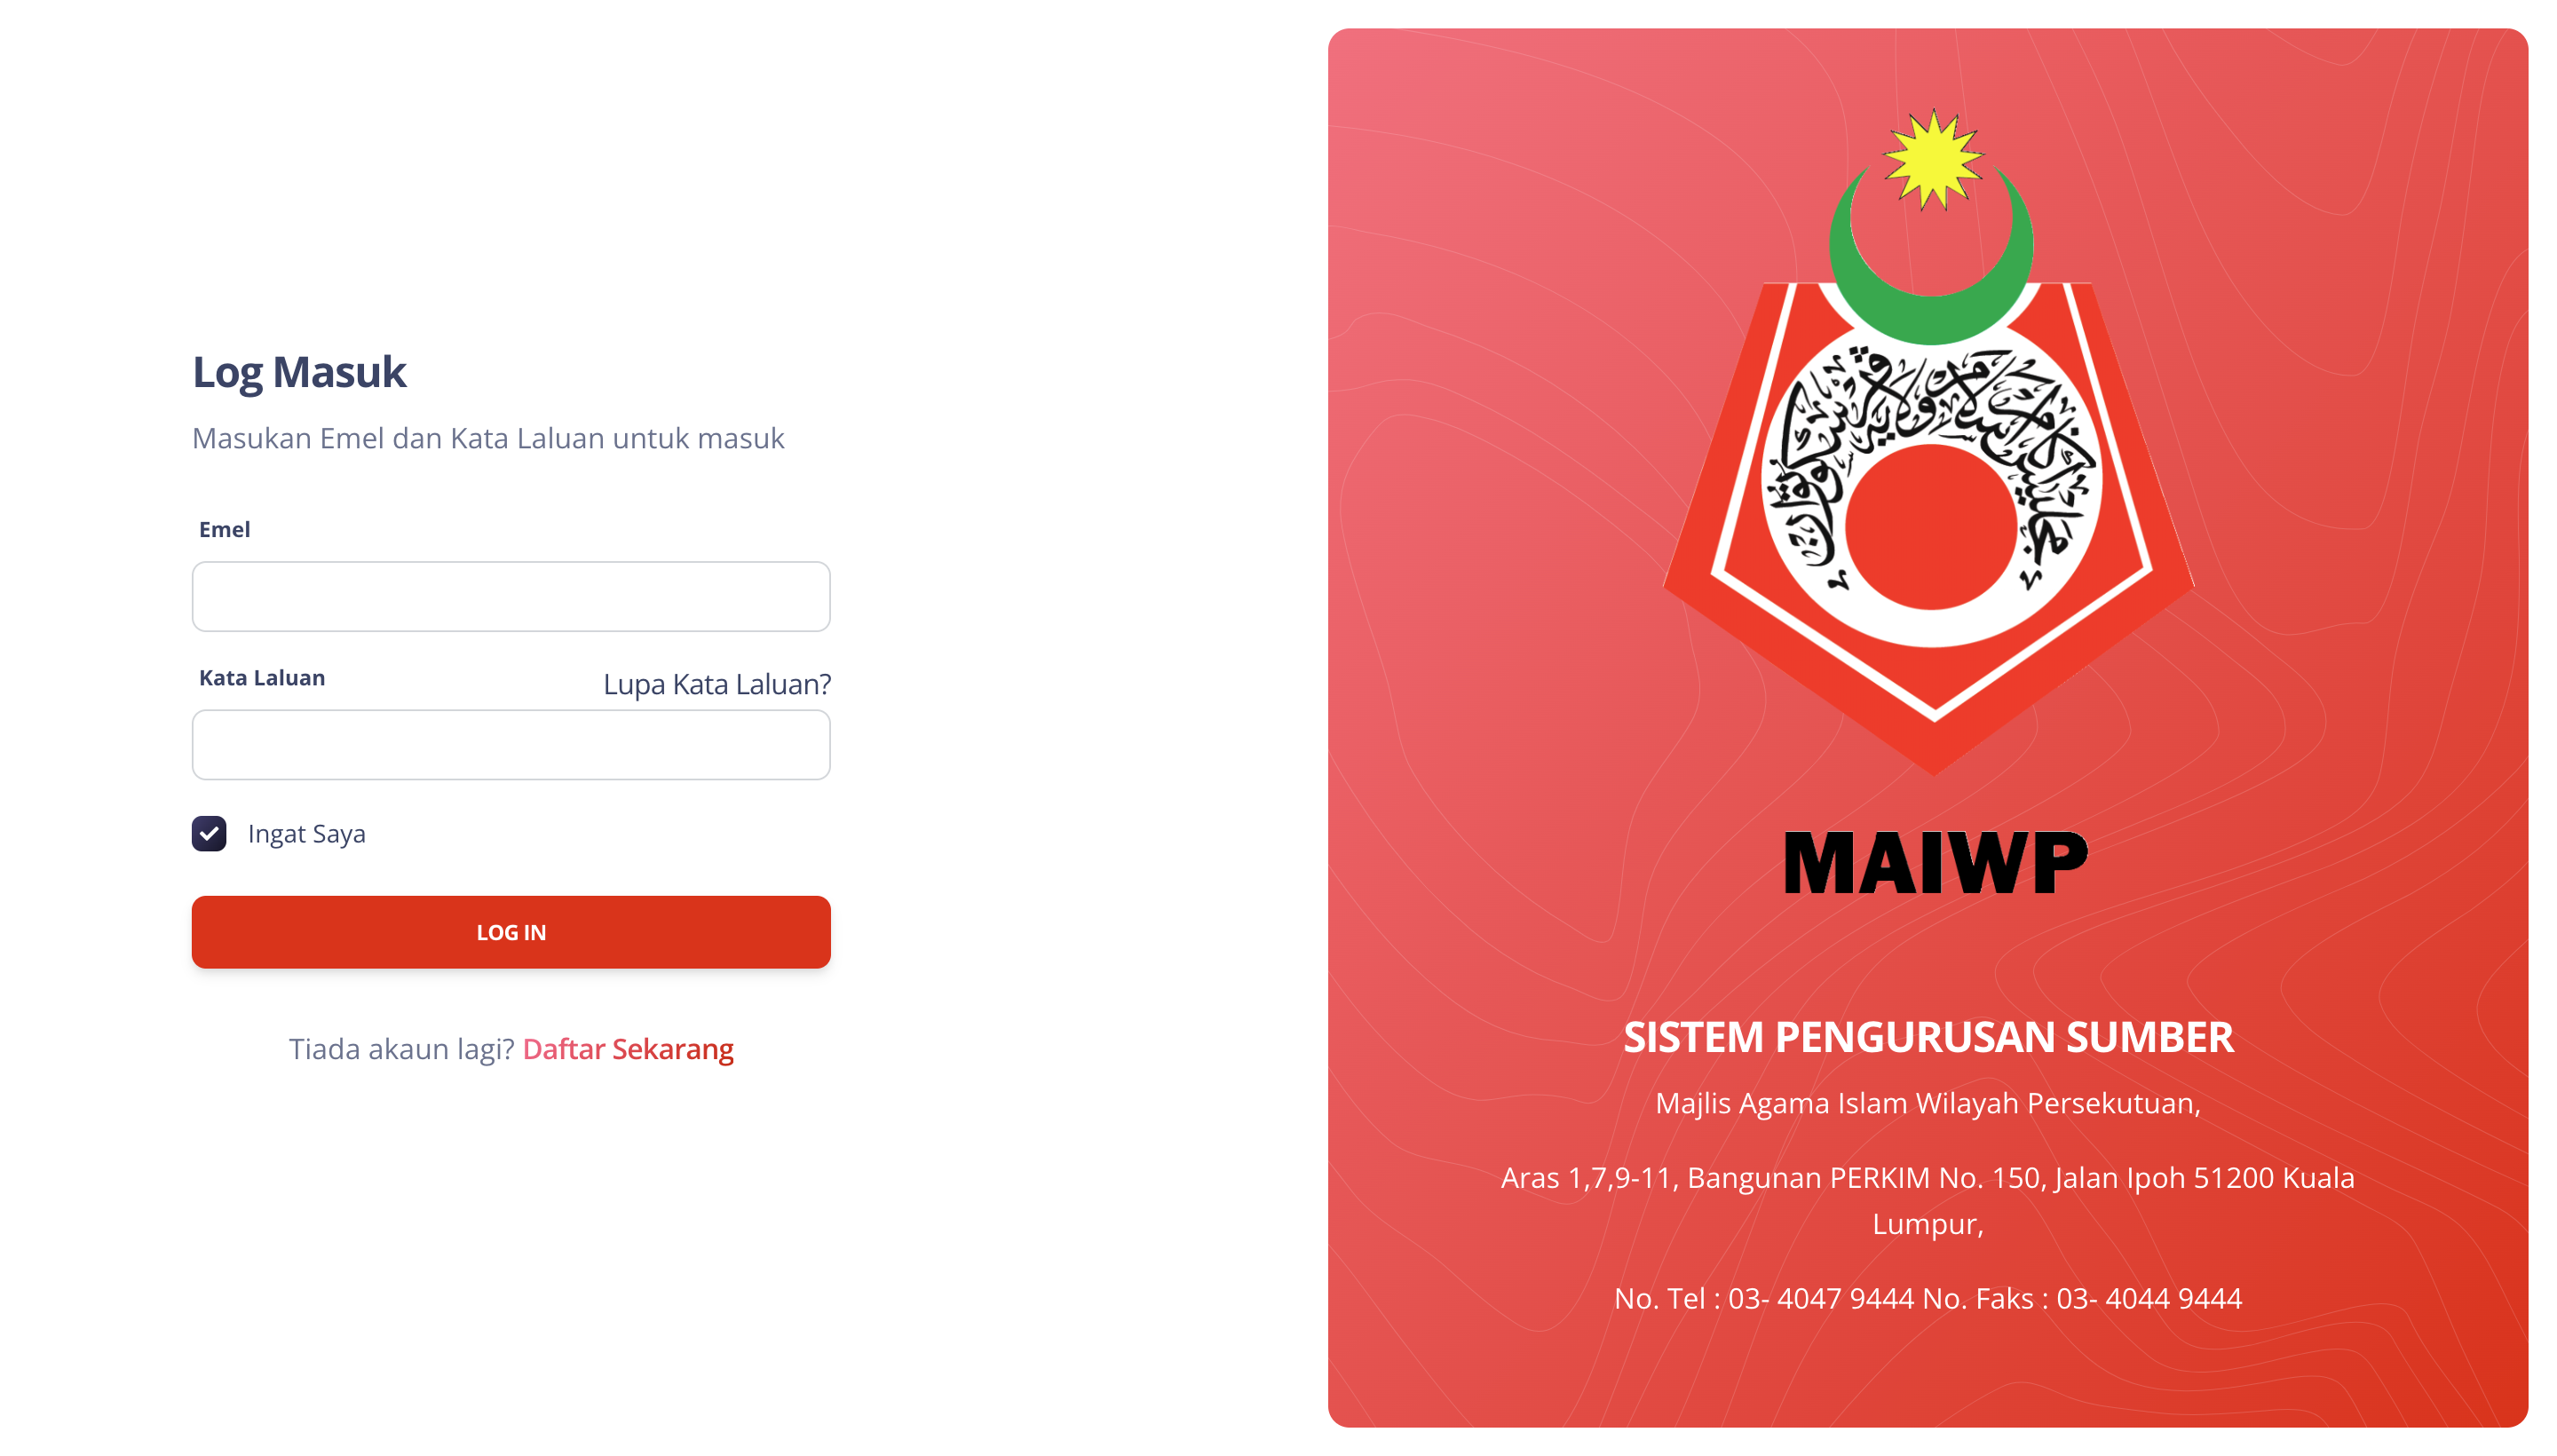 Log Masuk
Masukan Emel dan Kata Laluan untuk masuk
Emel
Kata Laluan
Lupa Kata Laluan?
Ingat Saya
LOG IN
Tiada akaun lagi? Daftar Sekarang
MAIWP
SISTEM PENGURUSAN SUMBER
Majlis Agama Islam Wilayah Persekutuan,
Aras 1,7,9-11, Bangunan PERKIM No. 150, Jalan Ipoh 51200 Kuala
Lumpur,
No. Tel : 03- 4047 9444 No. Faks : 03- 4044 9444